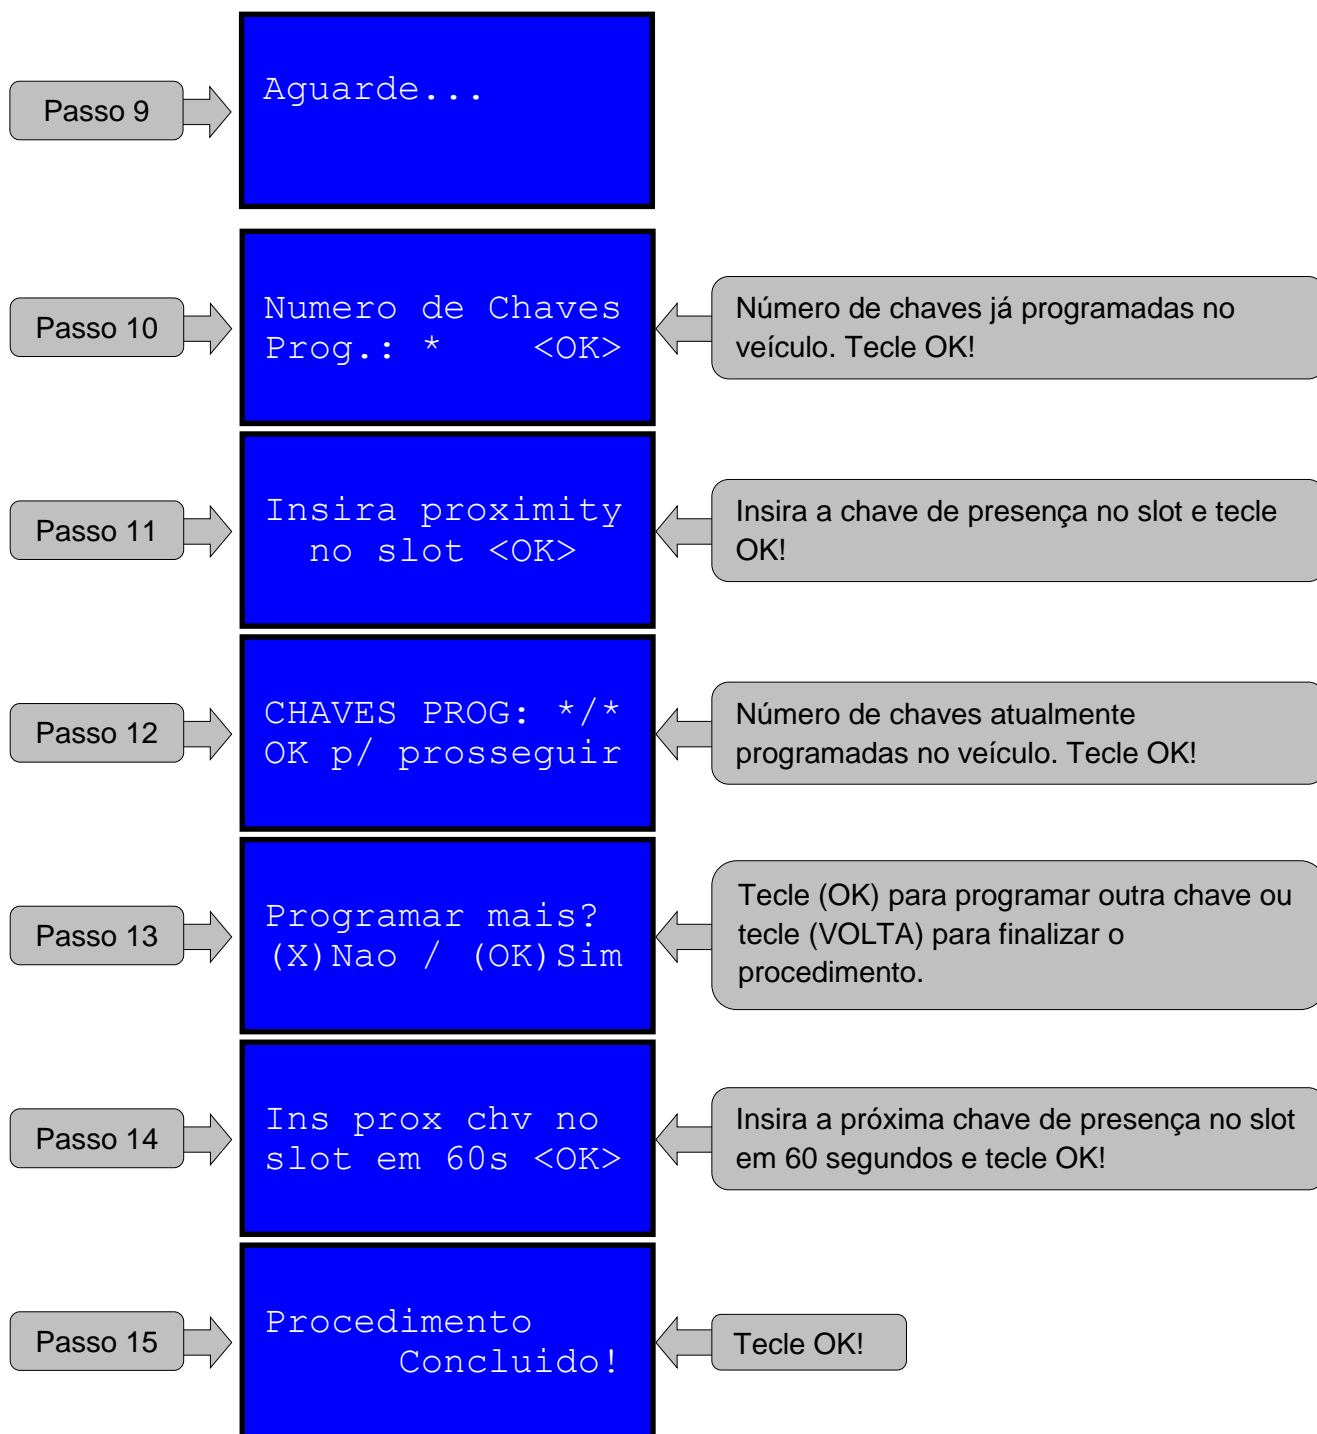 Passo 9
Aguarde...
Passo 10
Numero de Chaves
Prog.: * <OK>
Número de chaves já programadas no
veículo. Tecle OK!
Passo 11
Insira proximity
no slot <OK>
Insira a chave de presença no slot e tecle
OK!
Passo 12
CHAVES PROG: */*
OK p/ prosseguir
Número de chaves atualmente
programadas no veículo. Tecle OK!
Passo 13
Programar mais?
(X)Nao / (OK)Sim
Tecle (OK) para programar outra chave ou
tecle (VOLTA) para finalizar o
procedimento.
Passo 14
Ins prox chv no
slot em 60s <OK>
Insira a próxima chave de presença no slot
em 60 segundos e tecle OK!
Passo 15
Procedimento
Concluido!
Tecle OK!